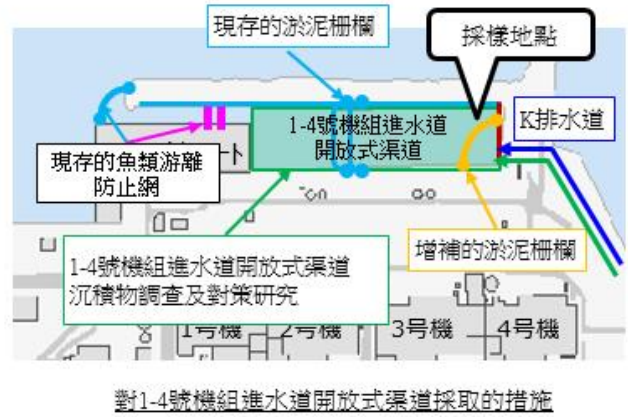 現存的淤泥柵欄
採樣地點
1-4號機組進水道
開放式渠道
K排水道
現存的魚類游離
防止網
ート
1-4號機組進水道開放式渠道
沉積物調查及對策研究
增補的淤泥柵欄
1号機
2号機
3号機
4号機
對1-4號機組進水道開放式渠道採取的措施